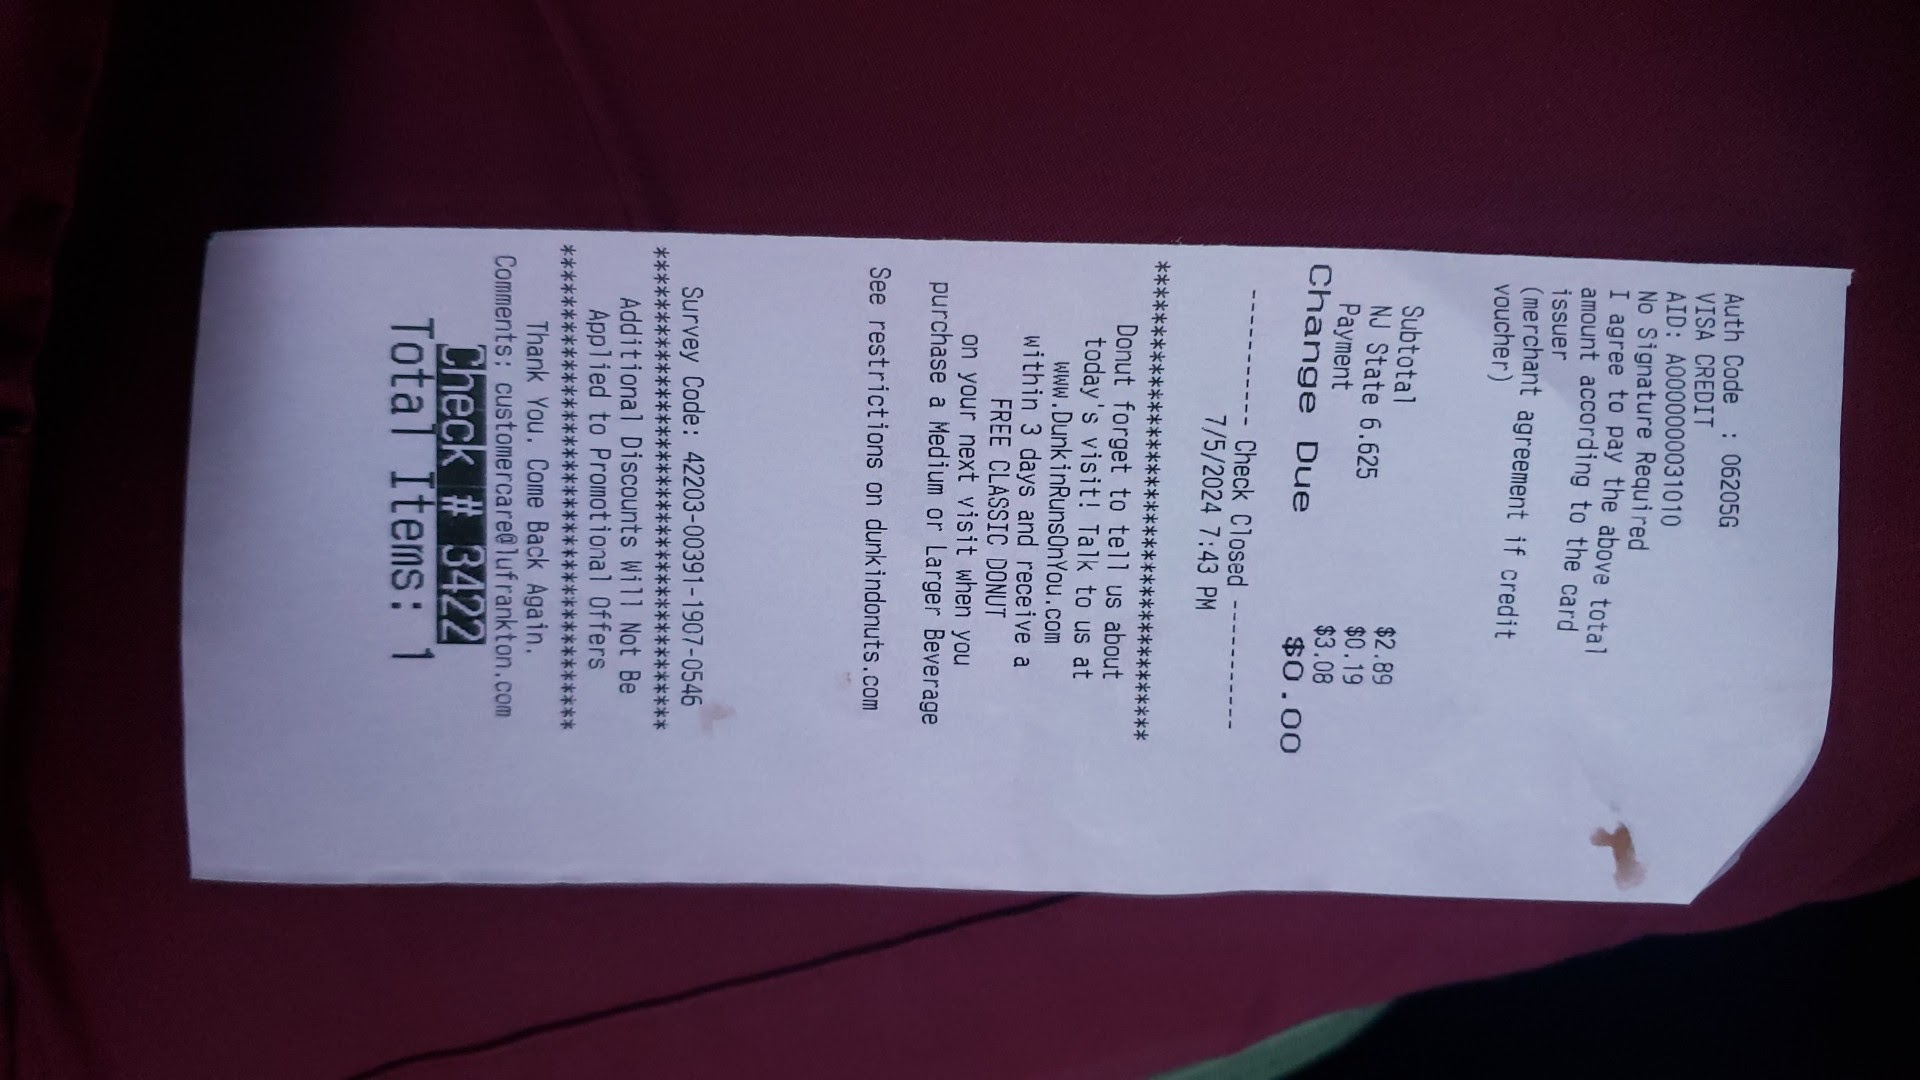 Auth Code : 06205G
VISA CREDIT
AID: A0000000031010
No Signature Required
I agree to pay the above total
amount according to the card
issuer
(merchant agreement if credit
voucher)
Subtotal $2.89
NJ State 6.625 $0.19
Payment $3.08
Change Due $0.00
------------ Check Closed ------------
7/5/2024 7:43 PM
****************************************
Donut forget to tell us about
today's visit! Talk to us at
www.DunkinRunsOnYou.com
within 3 days and receive a
FREE CLASSIC DONUT
on your next visit when you
purchase a Medium or Larger Beverage
See restrictions on dunkindonuts.com
Survey Code: 42203-00391-1907-0546
****************************************
Additional Discounts Will Not Be
Applied to Promotional Offers
****************************************
Thank You. Come Back Again.
Comments: customercare@lufrankton.com
Check # 3422
Total Items: 1